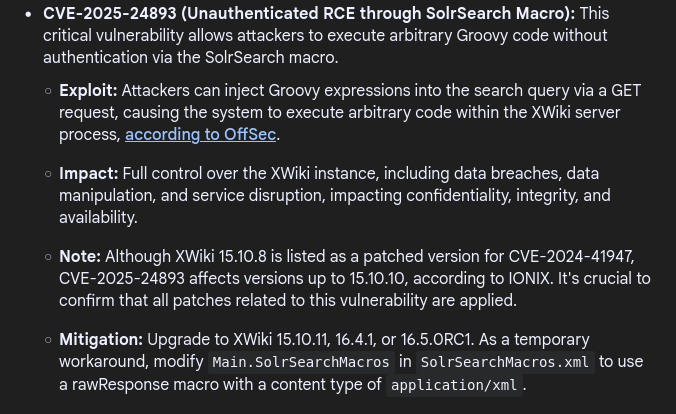 • CVE-2025-24893 (Unauthenticated RCE through SolrSearch Macro): This
critical vulnerability allows attackers to execute arbitrary Groovy code without
authentication via the SolrSearch macro.
○ Exploit: Attackers can inject Groovy expressions into the search query via a GET
request, causing the system to execute arbitrary code within the XWiki server
process, according to OffSec.
○ Impact: Full control over the XWiki instance, including data breaches, data
manipulation, and service disruption, impacting confidentiality, integrity, and
availability.
○ Note: Although XWiki 15.10.8 is listed as a patched version for CVE-2024-41947,
CVE-2025-24893 affects versions up to 15.10.10, according to IONIX. It's crucial to
confirm that all patches related to this vulnerability are applied.
○ Mitigation: Upgrade to XWiki 15.10.11, 16.4.1, or 16.5.0RC1. As a temporary
workaround, modify Main.SolrSearchMacros in SolrSearchMacros.xml to use
a rawResponse macro with a content type of application/xml.